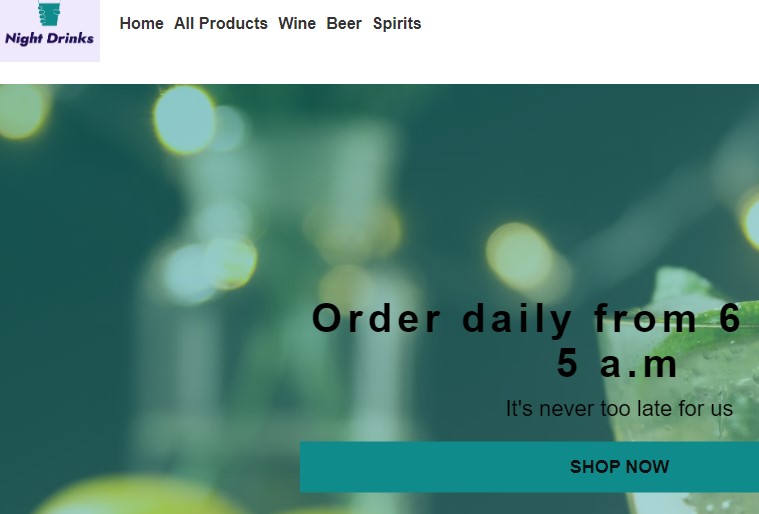 Night Drinks
Home All Products Wine Beer Spirits
Order daily from 6
5 a.m
It's never too late for us
SHOP NOW